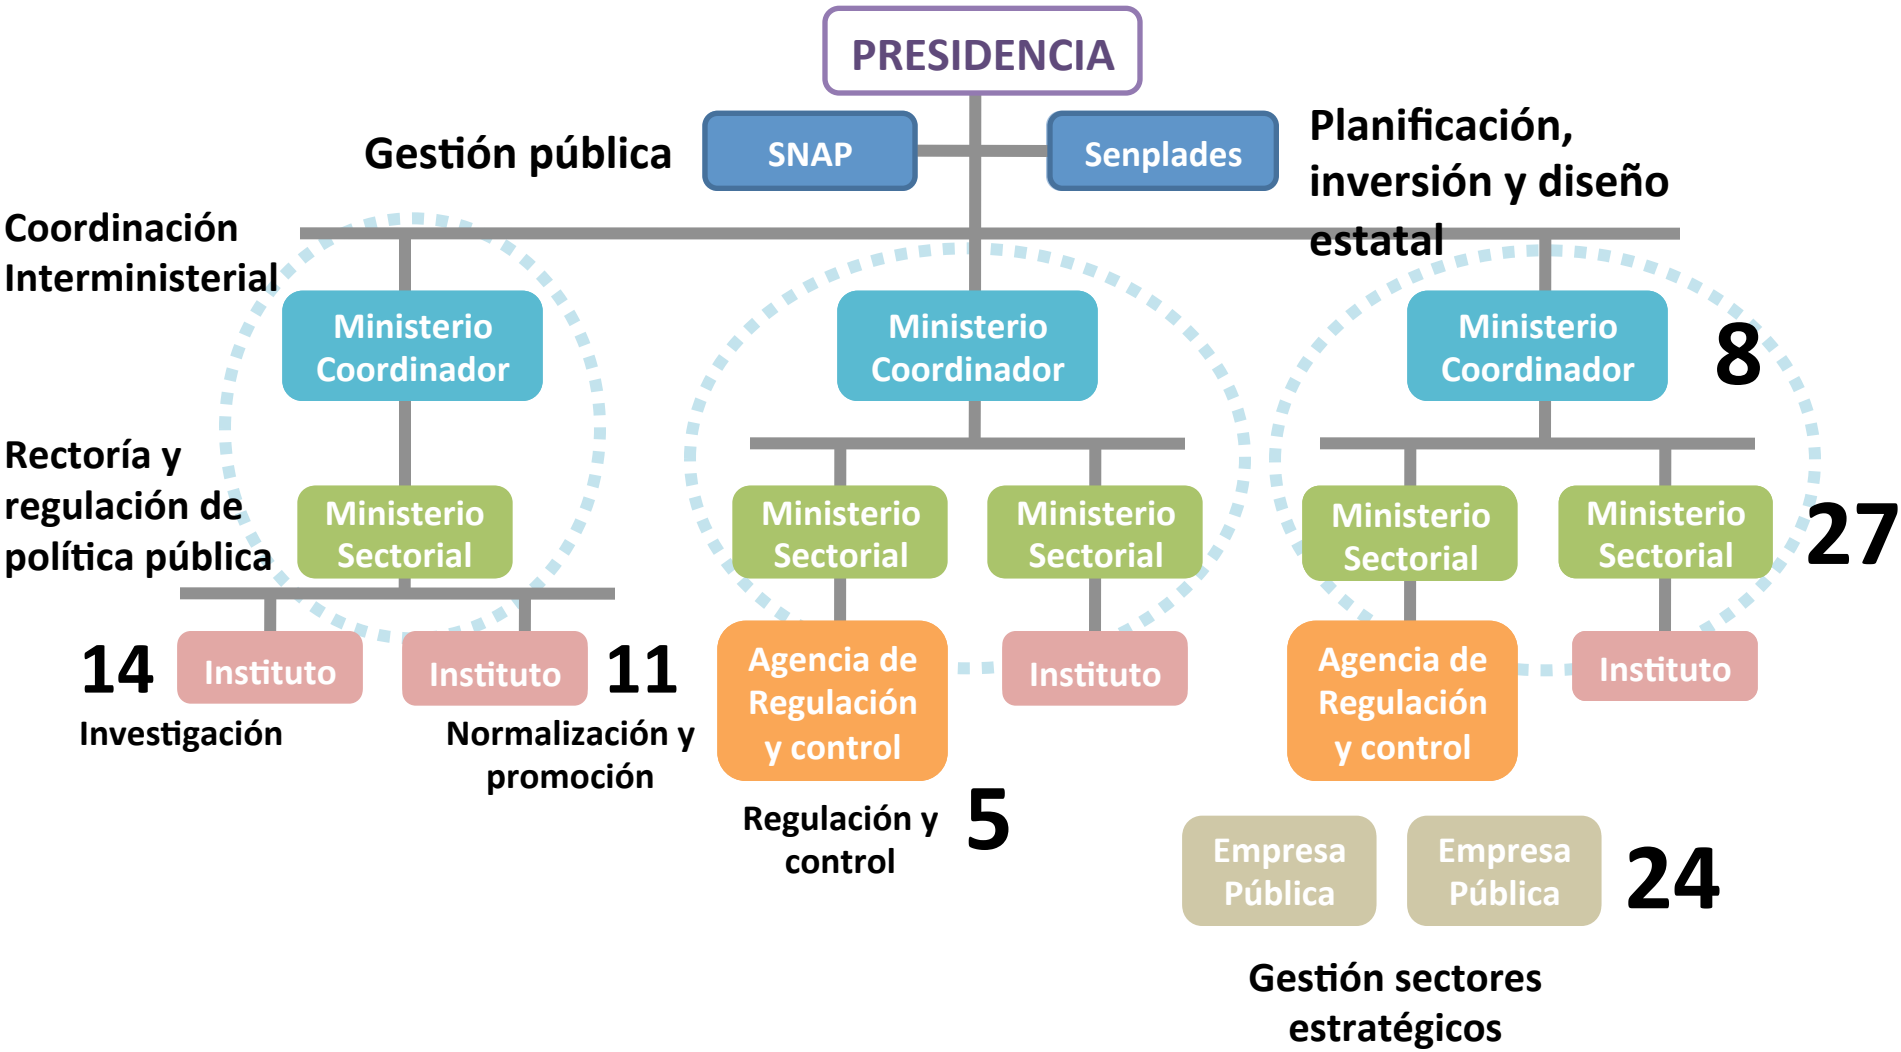 PRESIDENCIA
Gestión pública
SNAP
Senplades
Planificación,
inversión y diseño
estatal
Coordinación
Interministerial
Ministerio
Coordinador
Ministerio
Coordinador
Ministerio
Coordinador
8
Rectoría y
regulación de
política pública
Ministerio
Sectorial
Ministerio
Sectorial
Ministerio
Sectorial
Ministerio
Sectorial
Ministerio
Sectorial
27
14
Instituto
Investigación
Instituto
11
Normalización y
promoción
Agencia de
Regulación
y control
Instituto
Agencia de
Regulación
y control
Instituto
Regulación y
control
5
Empresa
Pública
Empresa
Pública
24
Gestión sectores
estratégicos